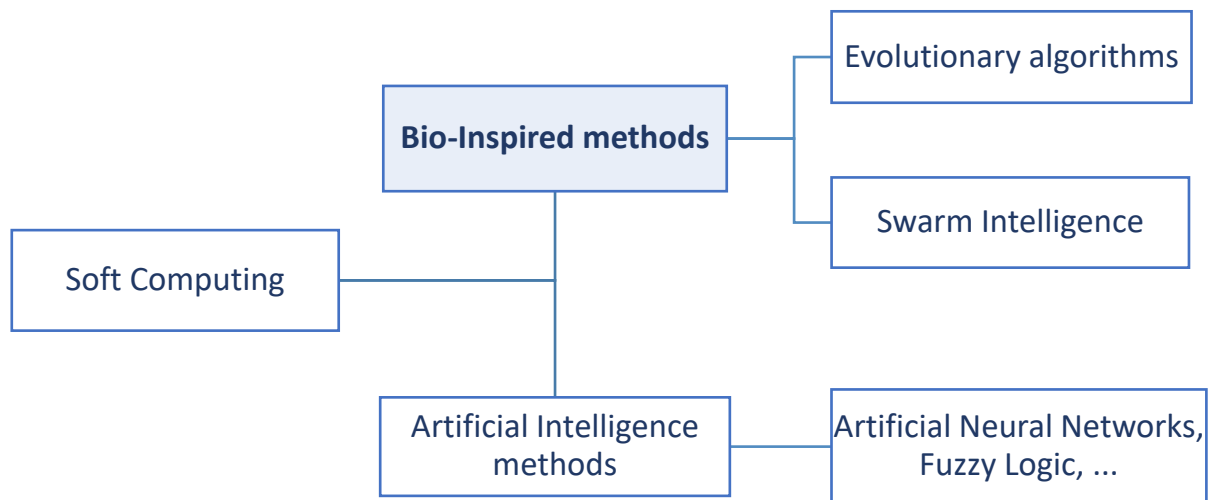 Evolutionary algorithms
Bio-Inspired methods
Swarm Intelligence
Soft Computing
Artificial Intelligence
methods
Artificial Neural Networks,
Fuzzy Logic, ...